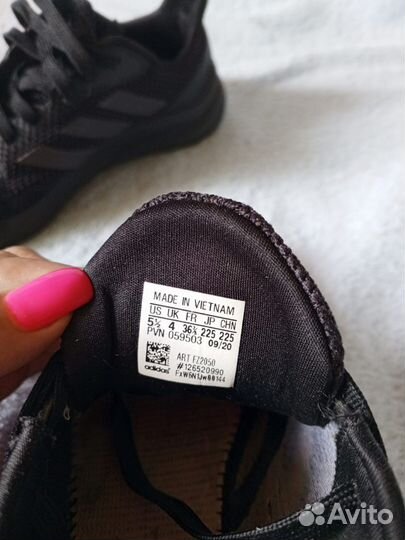 MADE IN VIETNAM
US UK FR JP CHN
5½ 4 36⅔ 225 225
PVN 059503 09/20
ART FZ2050
#126520990
adidas
FxW6N1Jw00144
Avito